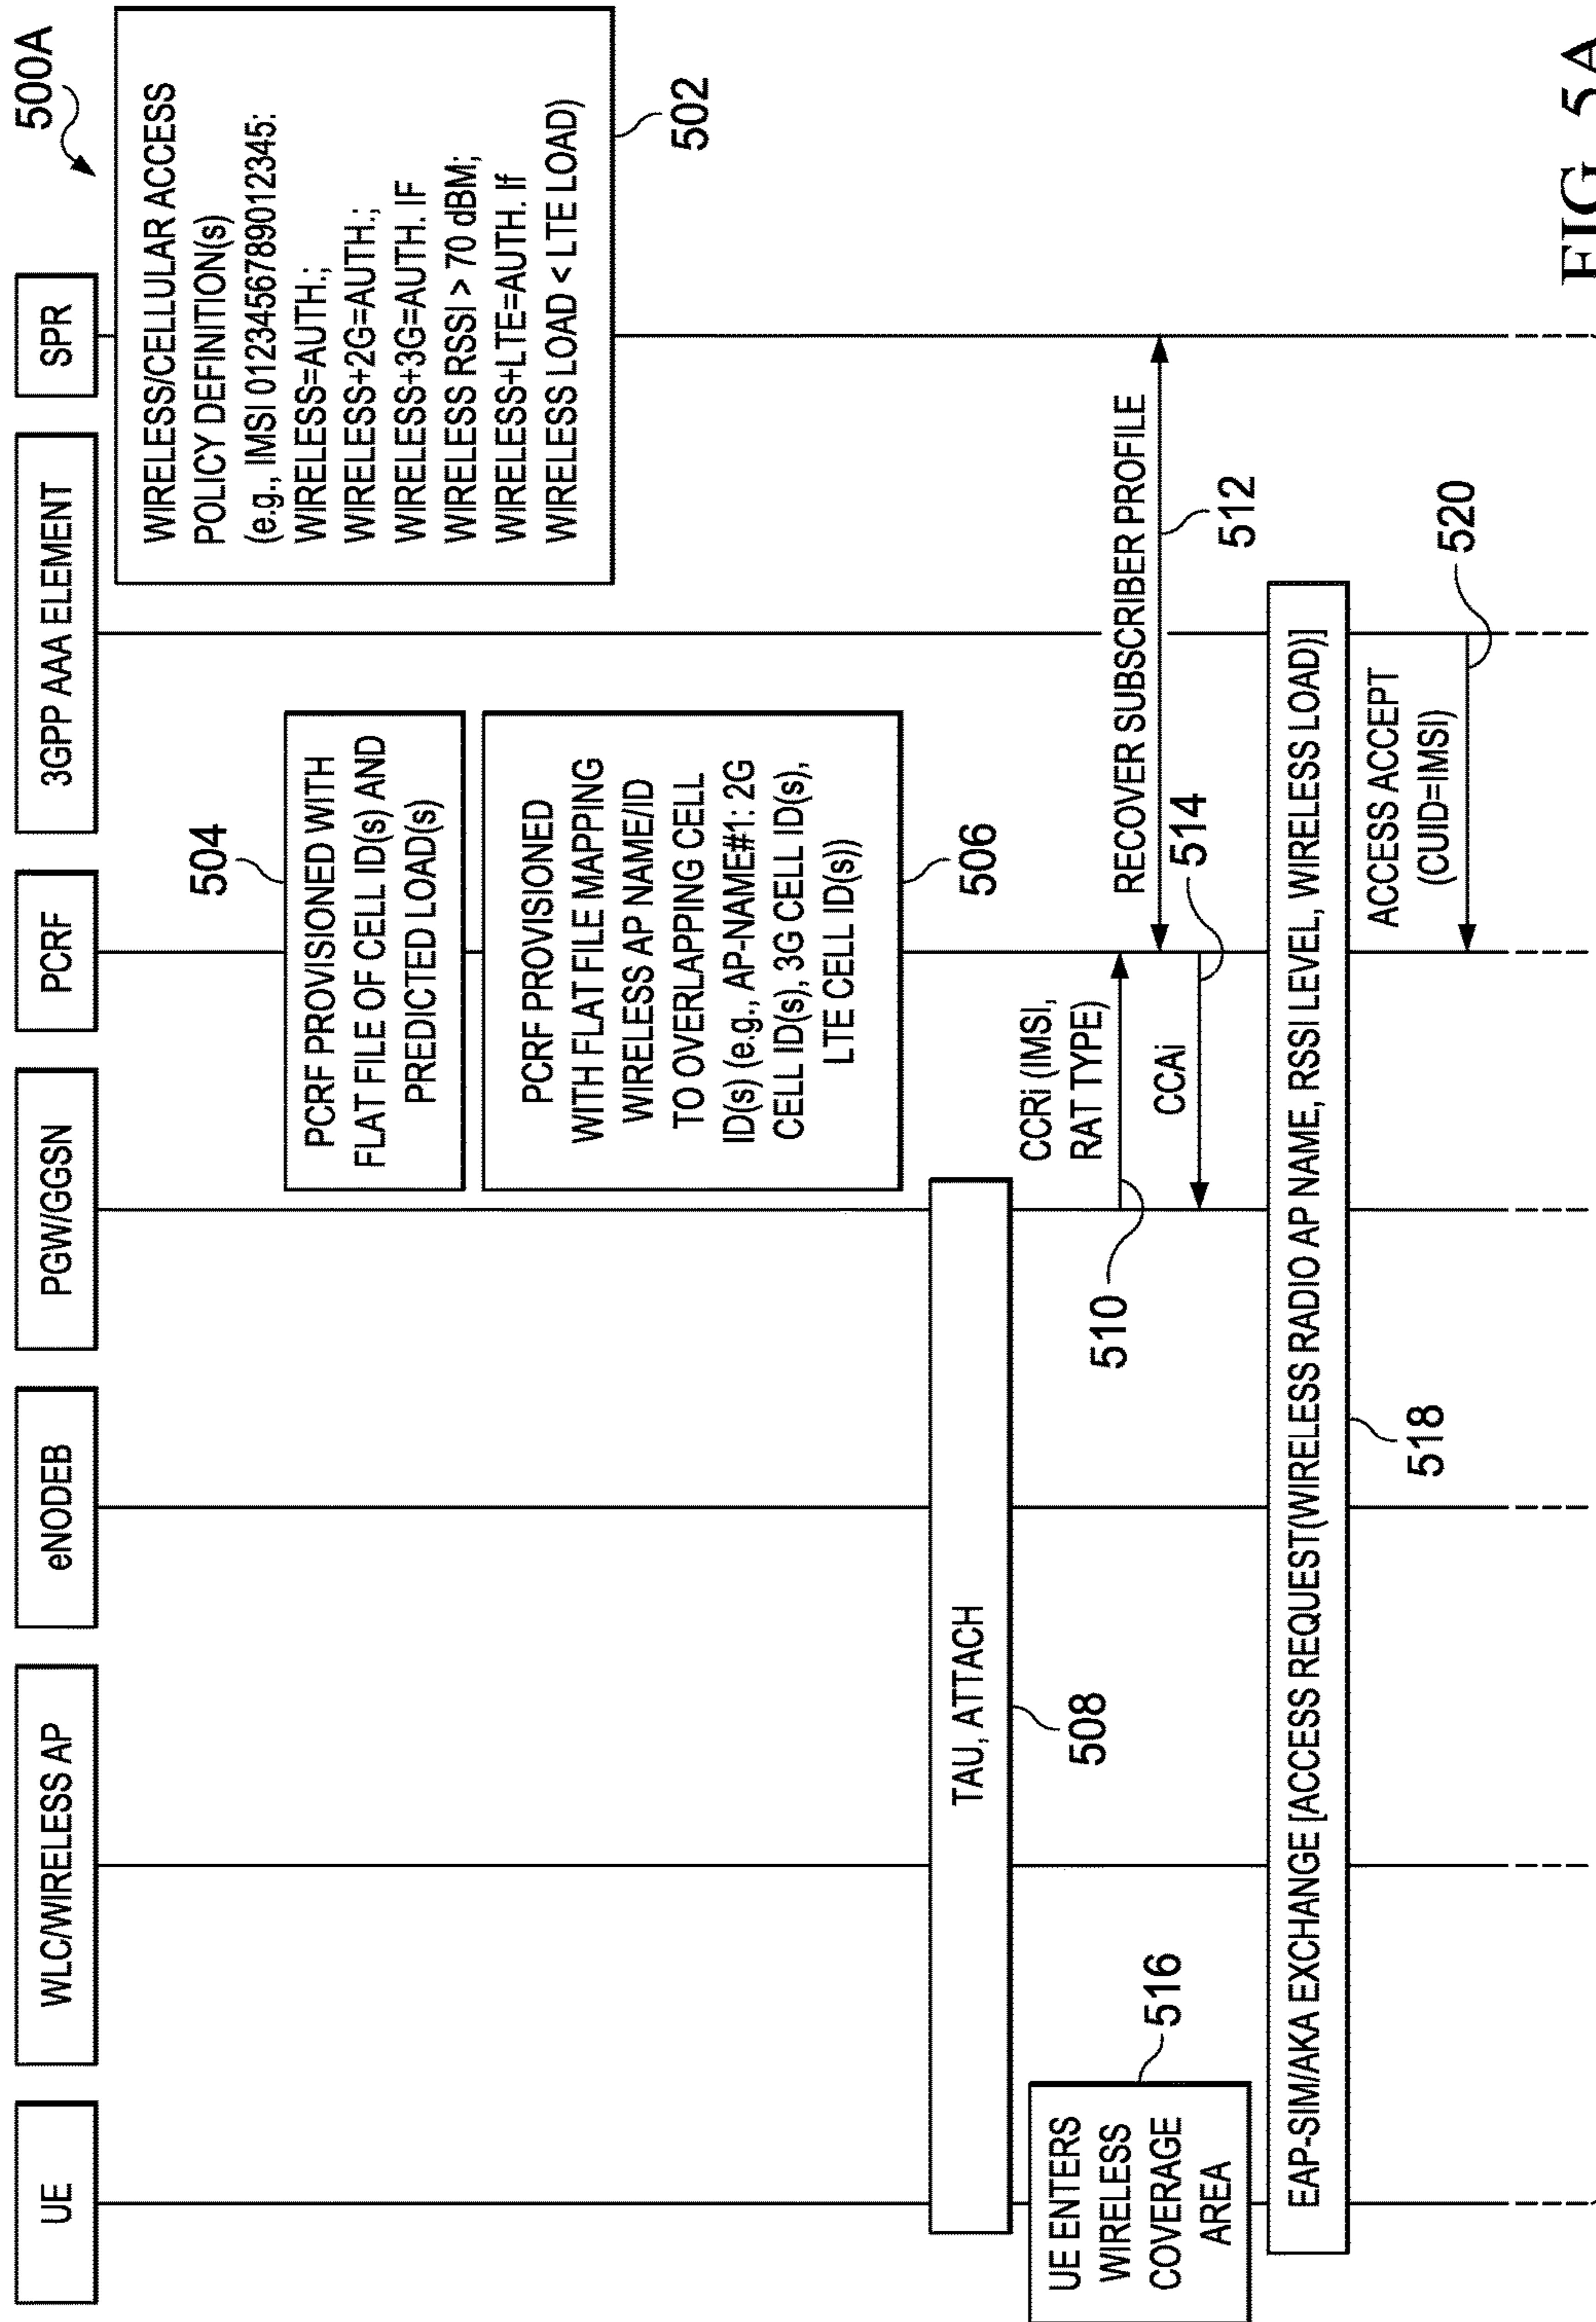 500A
UE
WLC/WIRELESS AP
eNODEB
PGW/GGSN
PCRF
3GPP AAA ELEMENT
SPR
WIRELESS/CELLULAR ACCESS
POLICY DEFINITION(s)
(e.g., IMSI 0123456789012345:
WIRELESS=AUTH.;
WIRELESS+2G=AUTH.;
WIRELESS+3G=AUTH. IF
WIRELESS RSSI > 70 dBM;
WIRELESS+LTE=AUTH. If
WIRELESS LOAD < LTE LOAD)
502
504
PCRF PROVISIONED WITH
FLAT FILE OF CELL ID(s) AND
PREDICTED LOAD(s)
PCRF PROVISIONED
WITH FLAT FILE MAPPING
WIRELESS AP NAME/ID
TO OVERLAPPING CELL
ID(s) (e.g., AP-NAME#1: 2G
CELL ID(s), 3G CELL ID(s),
LTE CELL ID(s))
506
TAU, ATTACH
508
CCRi (IMSI,
RAT TYPE)
510
RECOVER SUBSCRIBER PROFILE
512
CCAi
514
UE ENTERS
WIRELESS
COVERAGE
AREA
516
EAP-SIM/AKA EXCHANGE [ACCESS REQUEST(WIRELESS RADIO AP NAME, RSSI LEVEL, WIRELESS LOAD)]
518
ACCESS ACCEPT
(CUID=IMSI)
520
FIG. 5A